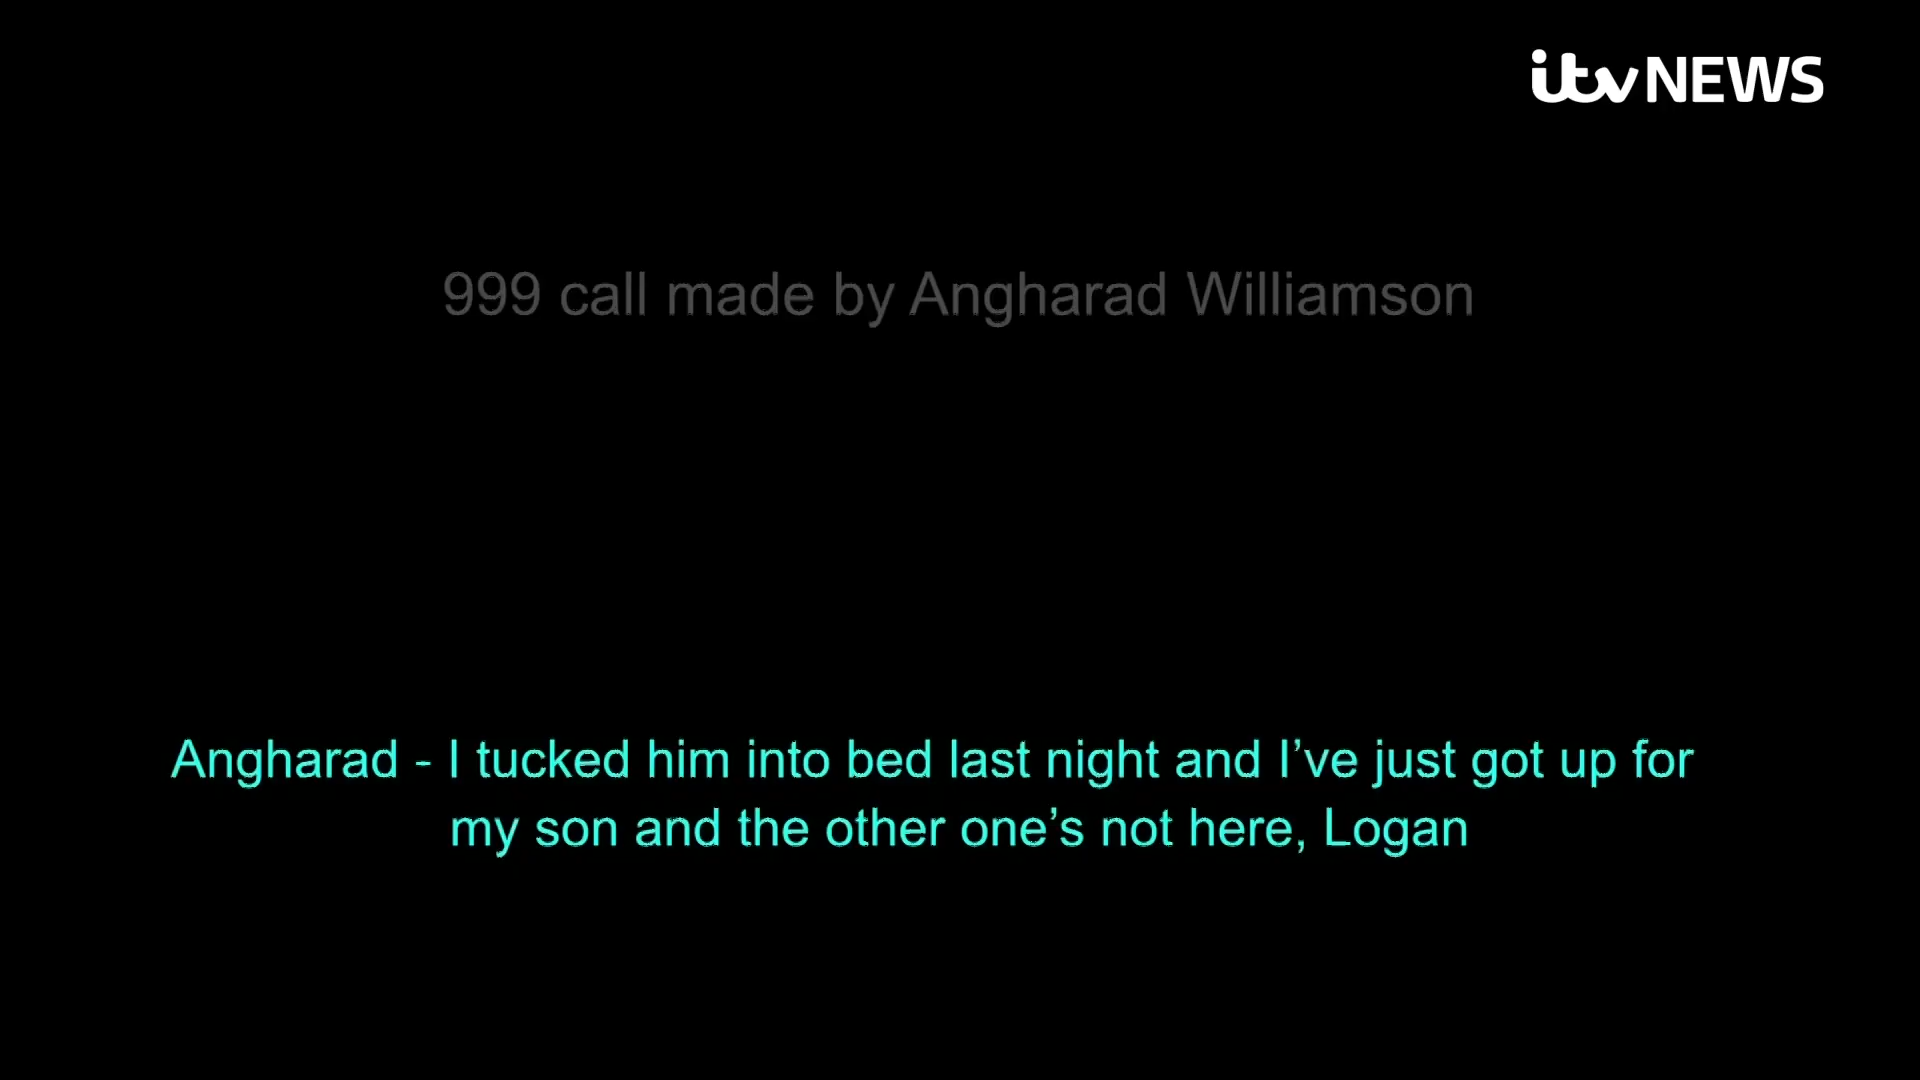 itv NEWS
999 call made by Angharad Williamson
Angharad - I tucked him into bed last night and I’ve just got up for
my son and the other one’s not here, Logan